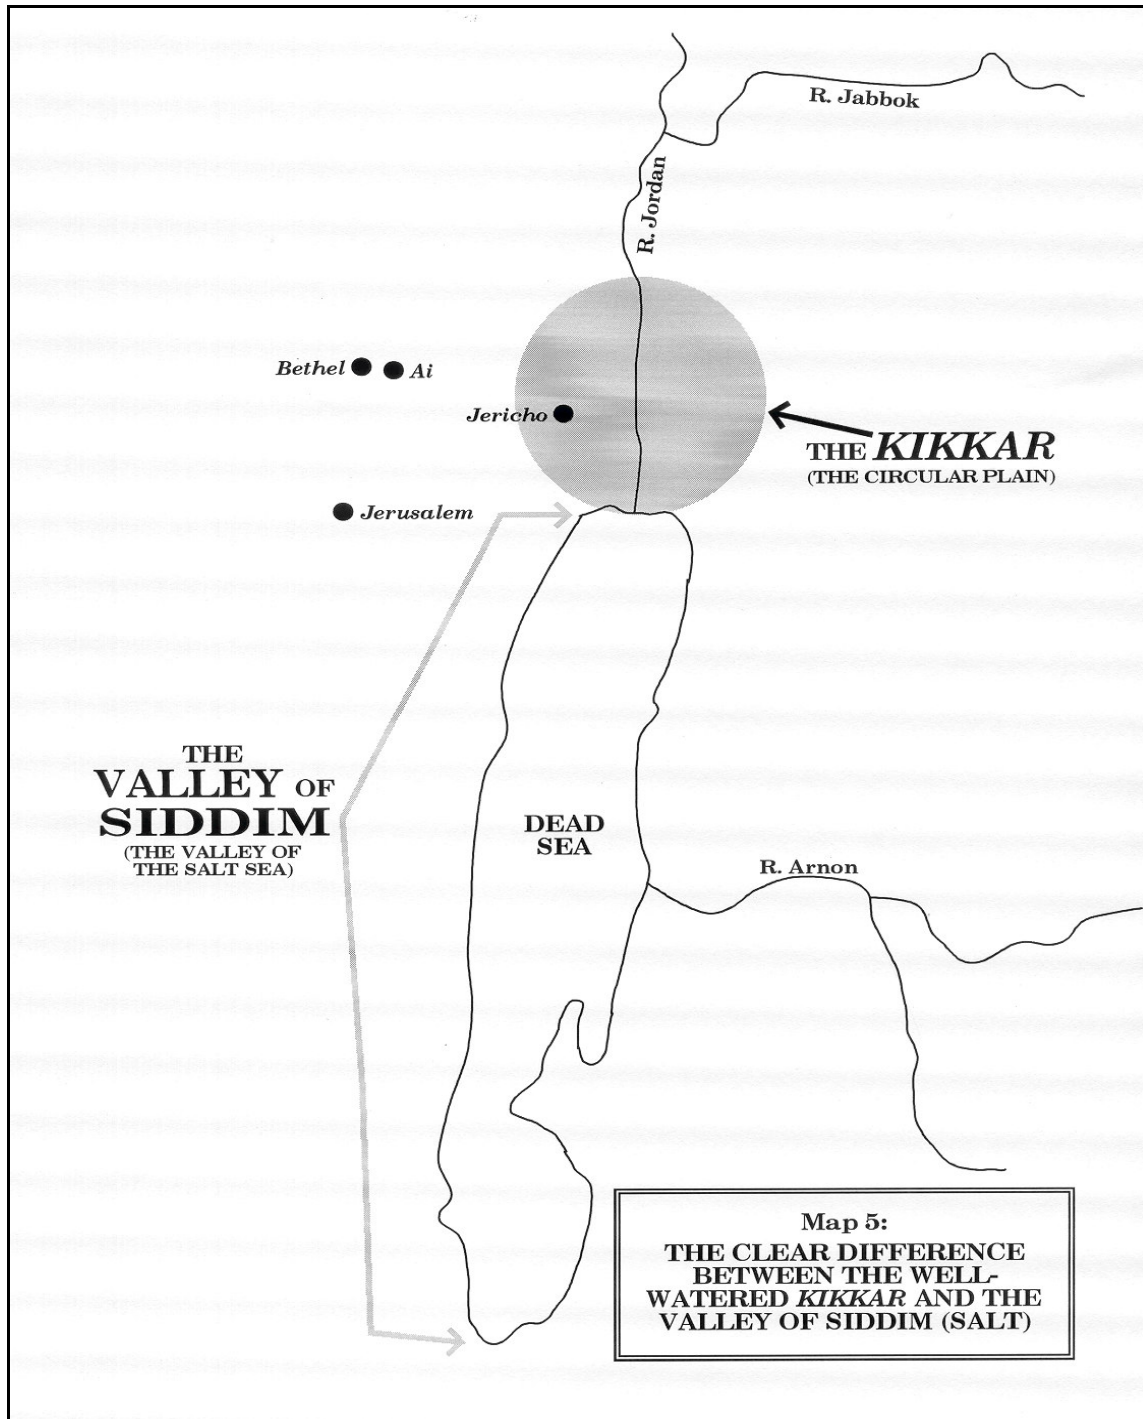 R. Jabbok
R. Jordan
Bethel
Ai
Jericho
THE KIKKAR
(THE CIRCULAR PLAIN)
Jerusalem
THE
VALLEY OF
SIDDIM
(THE VALLEY OF
THE SALT SEA)
DEAD
SEA
R. Arnon
Map 5:
THE CLEAR DIFFERENCE
BETWEEN THE WELL-
WATERED KIKKAR AND THE
VALLEY OF SIDDIM (SALT)